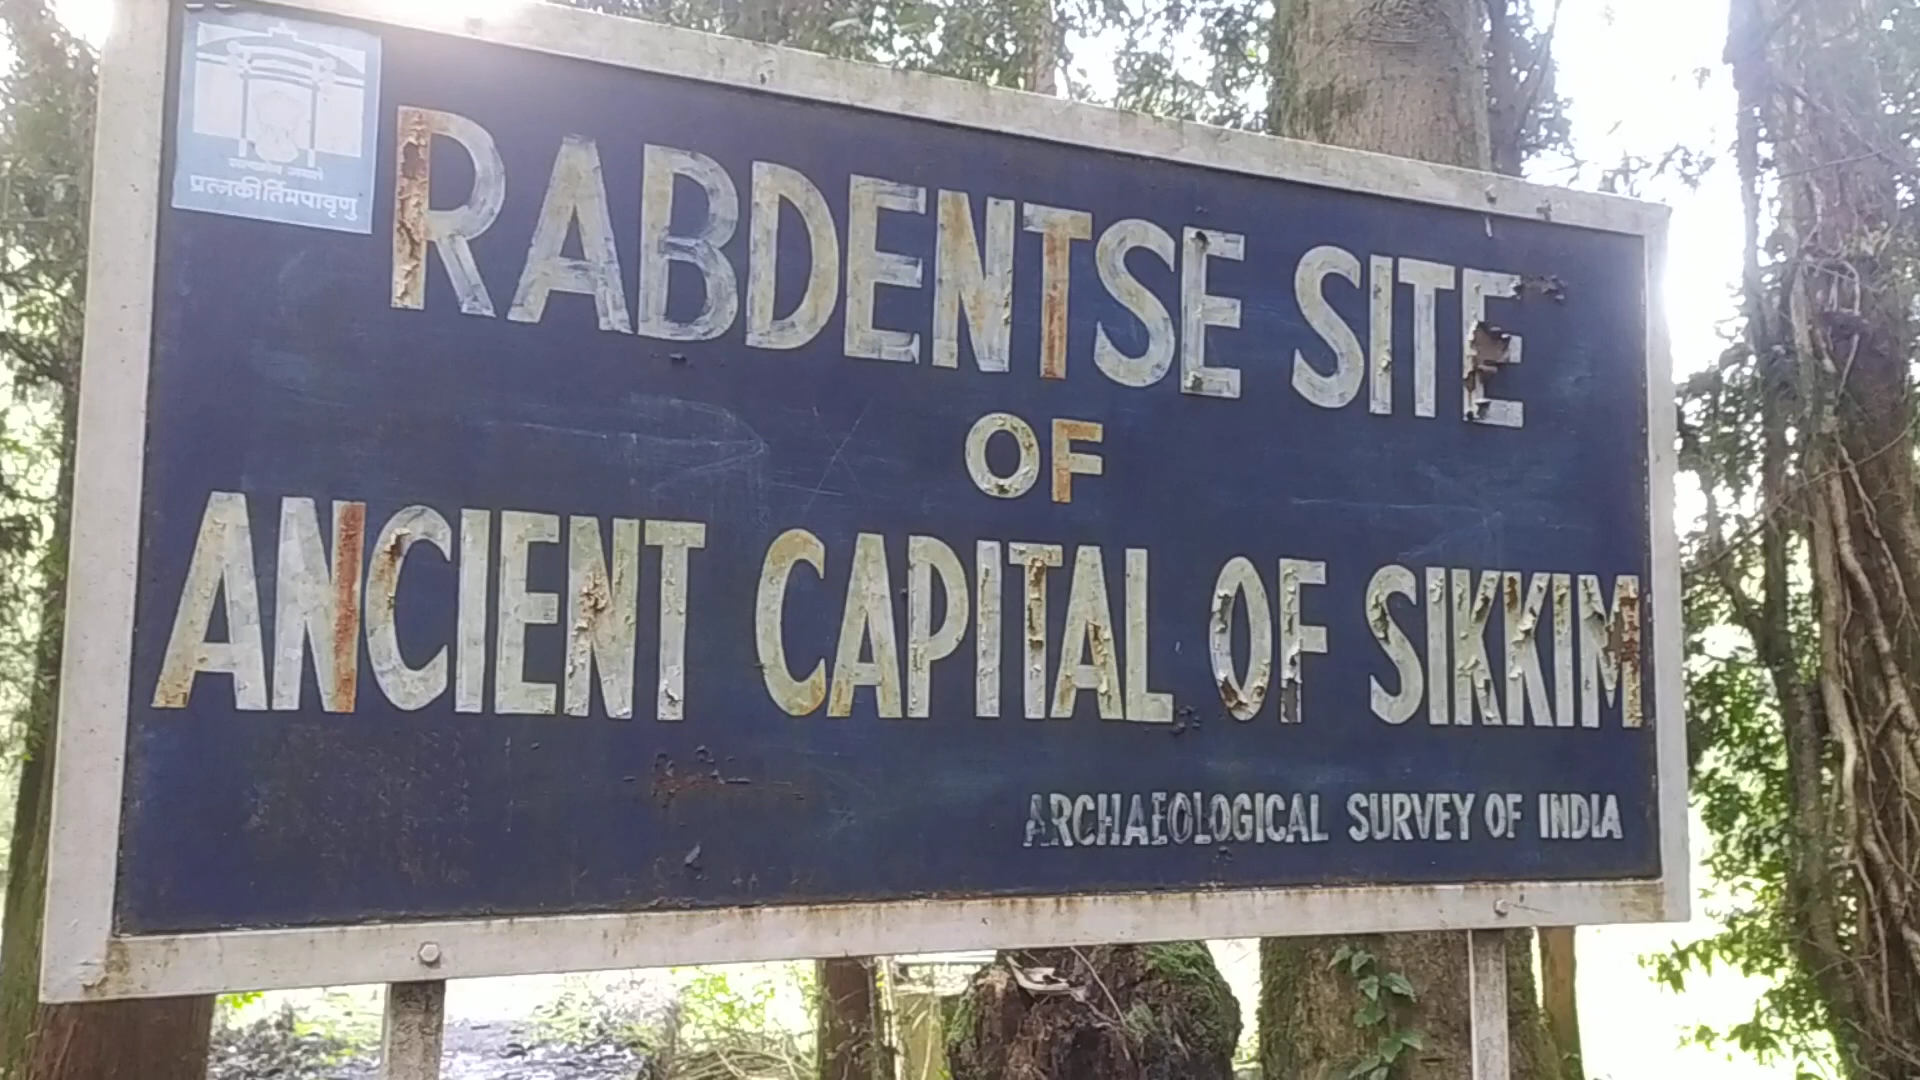 प्रत्नकीर्तिमपावृणु
RABDENTSE SITE
OF
ANCIENT CAPITAL OF SIKKIM
ARCHAEOLOGICAL SURVEY OF INDIA